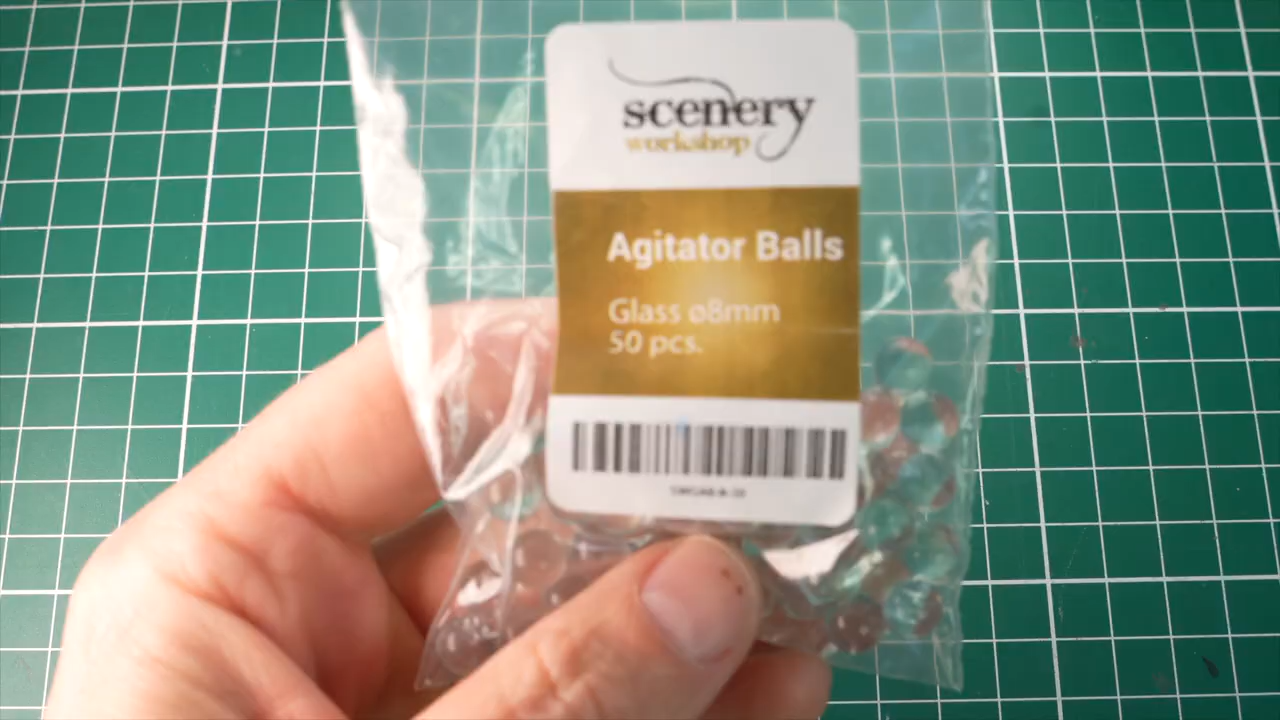 scenery
workshop
Agitator Balls
Glass ø8mm
50 pcs.